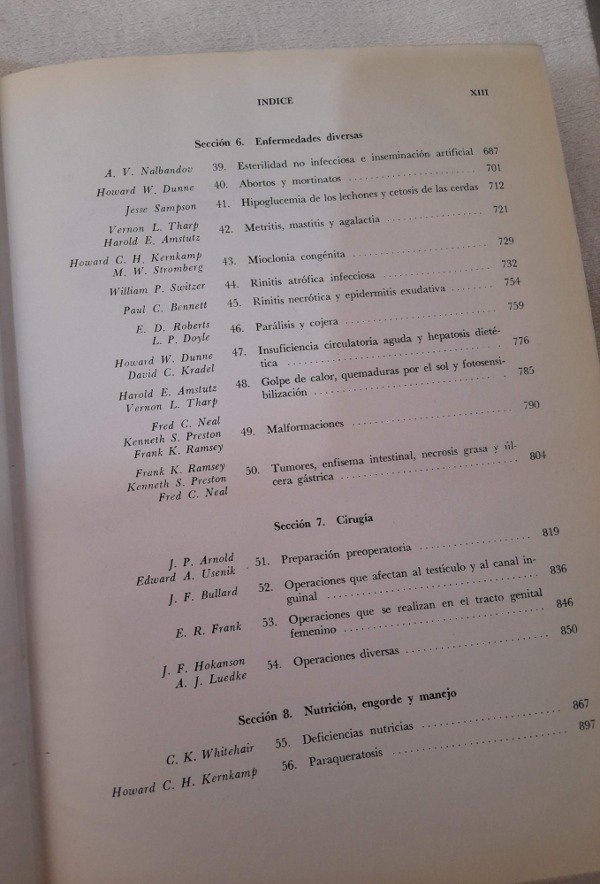 INDICE XIII
Sección 6. Enfermedades diversas
A. V. Nalbandov 39. Esterilidad no infecciosa e inseminación artificial 687
Howard W. Dunne 40. Abortos y mortinatos 701
Jesse Sampson 41. Hipoglucemia de los lechones y cetosis de las cerdas 712
Vernon L. Tharp
Harold E. Amstutz 42. Metritis, mastitis y agalactia 721
Howard C. H. Kernkamp
M. W. Stromberg 43. Mioclonia congénita 729
William P. Switzer 44. Rinitis atrófica infecciosa 732
Paul C. Bennett 45. Rinitis necrótica y epidermitis exudativa 754
E. D. Roberts
L. P. Doyle 46. Parálisis y cojera 759
Howard W. Dunne 47. Insuficiencia circulatoria aguda y hepatosis dieté-
David C. Kradel tica 776
Harold E. Amstutz 48. Golpe de calor, quemaduras por el sol y fotosensi-
Vernon L. Tharp bilización 785
Fred C. Neal
Kenneth S. Preston 49. Malformaciones 790
Frank K. Ramsey
Frank K. Ramsey 50. Tumores, enfisema intestinal, necrosis grasa y úl-
Kenneth S. Preston cera gástrica 804
Fred C. Neal
Sección 7. Cirugía
J. P. Arnold 51. Preparación preoperatoria 819
Edward A. Usenik
J. F. Bullard 52. Operaciones que afectan al testículo y al canal in-
guinal 836
E. R. Frank 53. Operaciones que se realizan en el tracto genital
femenino 846
J. F. Hokanson 54. Operaciones diversas 850
A. J. Luedke
Sección 8. Nutrición, engorde y manejo
C. K. Whitehair 55. Deficiencias nutricias 867
Howard C. H. Kernkamp 56. Paraqueratosis 897